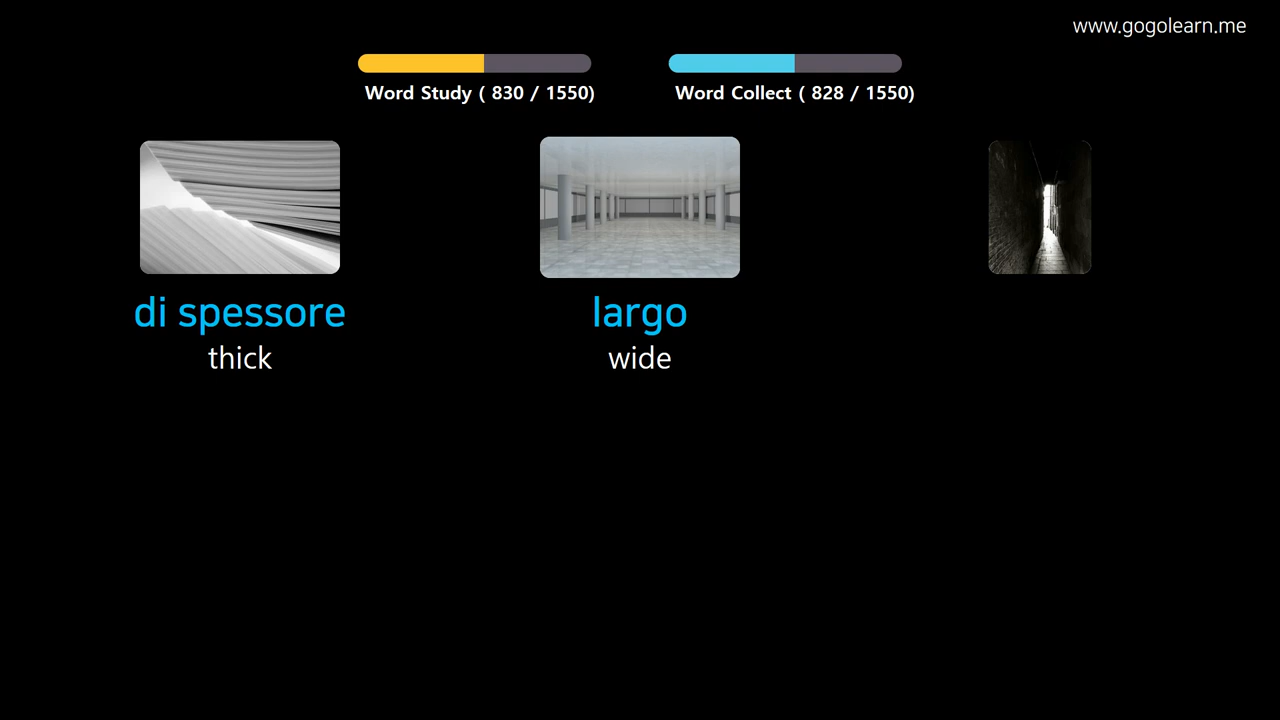 www.gogolearn.me
Word Study ( 830 / 1550)
Word Collect ( 828 / 1550)
di spessore
thick
largo
wide